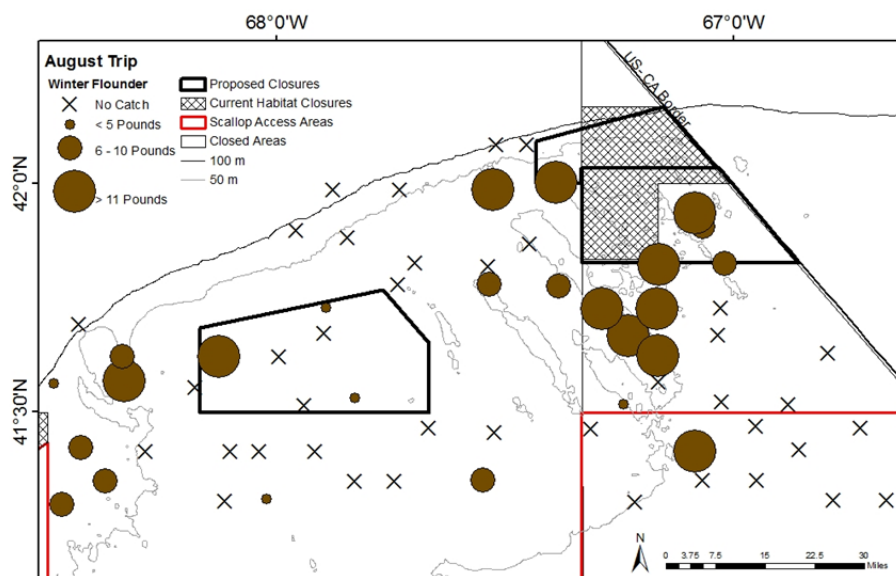 68°0'W 67°0'W
August Trip
Winter Flounder
No Catch
< 5 Pounds
6 - 10 Pounds
> 11 Pounds
Proposed Closures
Current Habitat Closures
Scallop Access Areas
Closed Areas
100 m
50 m
US- CA Border
42°0'N
41°30'N
N
0 3.75 7.5 15 22.5 30
Miles